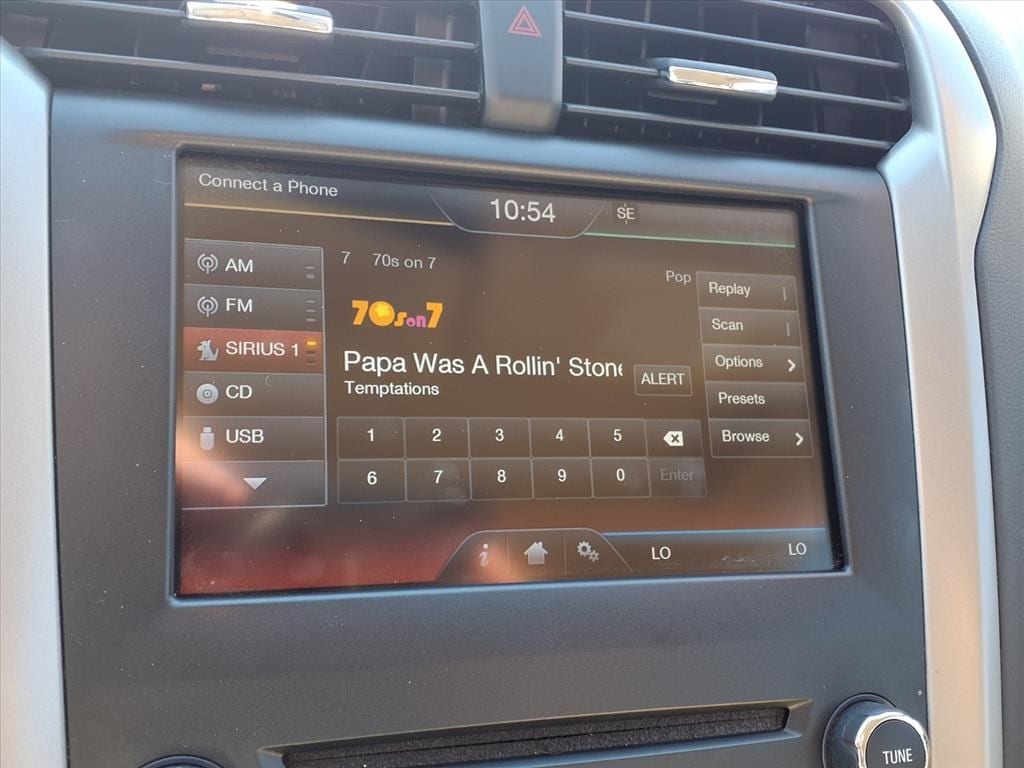 Connect a Phone
10:54
SE
AM
FM
SIRIUS 1
CD
USB
7 70s on 7
70s on 7
Pop
Papa Was A Rollin' Stone
Temptations
ALERT
1 2 3 4 5
6 7 8 9 0 Enter
Replay
Scan
Options
Presets
Browse
i
LO
LO
TUNE